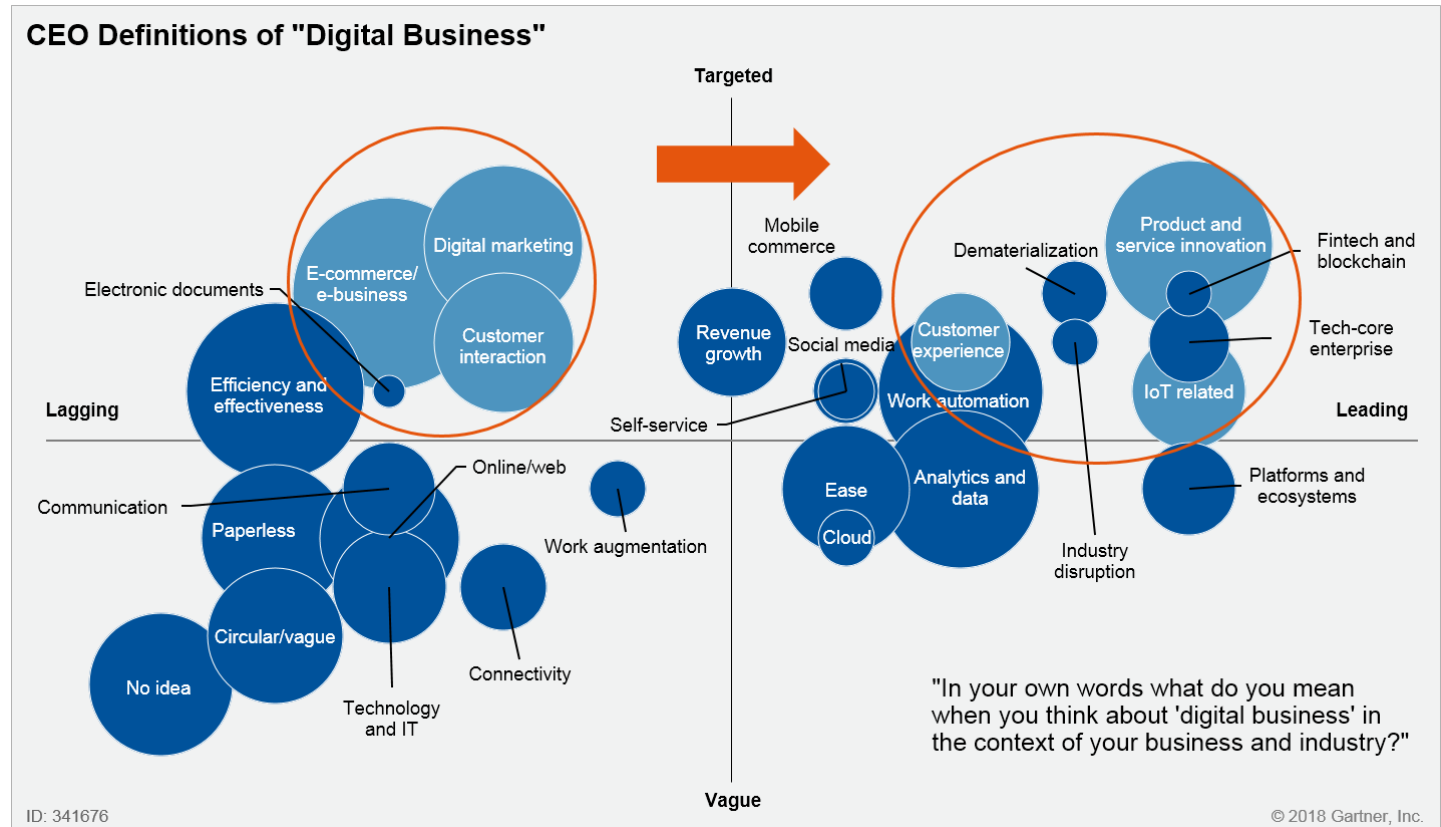 CEO Definitions of "Digital Business"
Targeted
Mobile
commerce
Product and
service innovation
Fintech and
blockchain
Digital marketing
Dematerialization
E-commerce/
e-business
Electronic documents
Customer
interaction
Revenue
growth
Social media
Customer
experience
Tech-core
enterprise
Efficiency and
effectiveness
Work automation
IoT related
Lagging
Leading
Self-service
Online/web
Communication
Paperless
Ease
Analytics and
data
Platforms and
ecosystems
Cloud
Work augmentation
Industry
disruption
Circular/vague
No idea
Connectivity
Technology
and IT
"In your own words what do you mean
when you think about 'digital business' in
the context of your business and industry?"
Vague
ID: 341676
© 2018 Gartner, Inc.